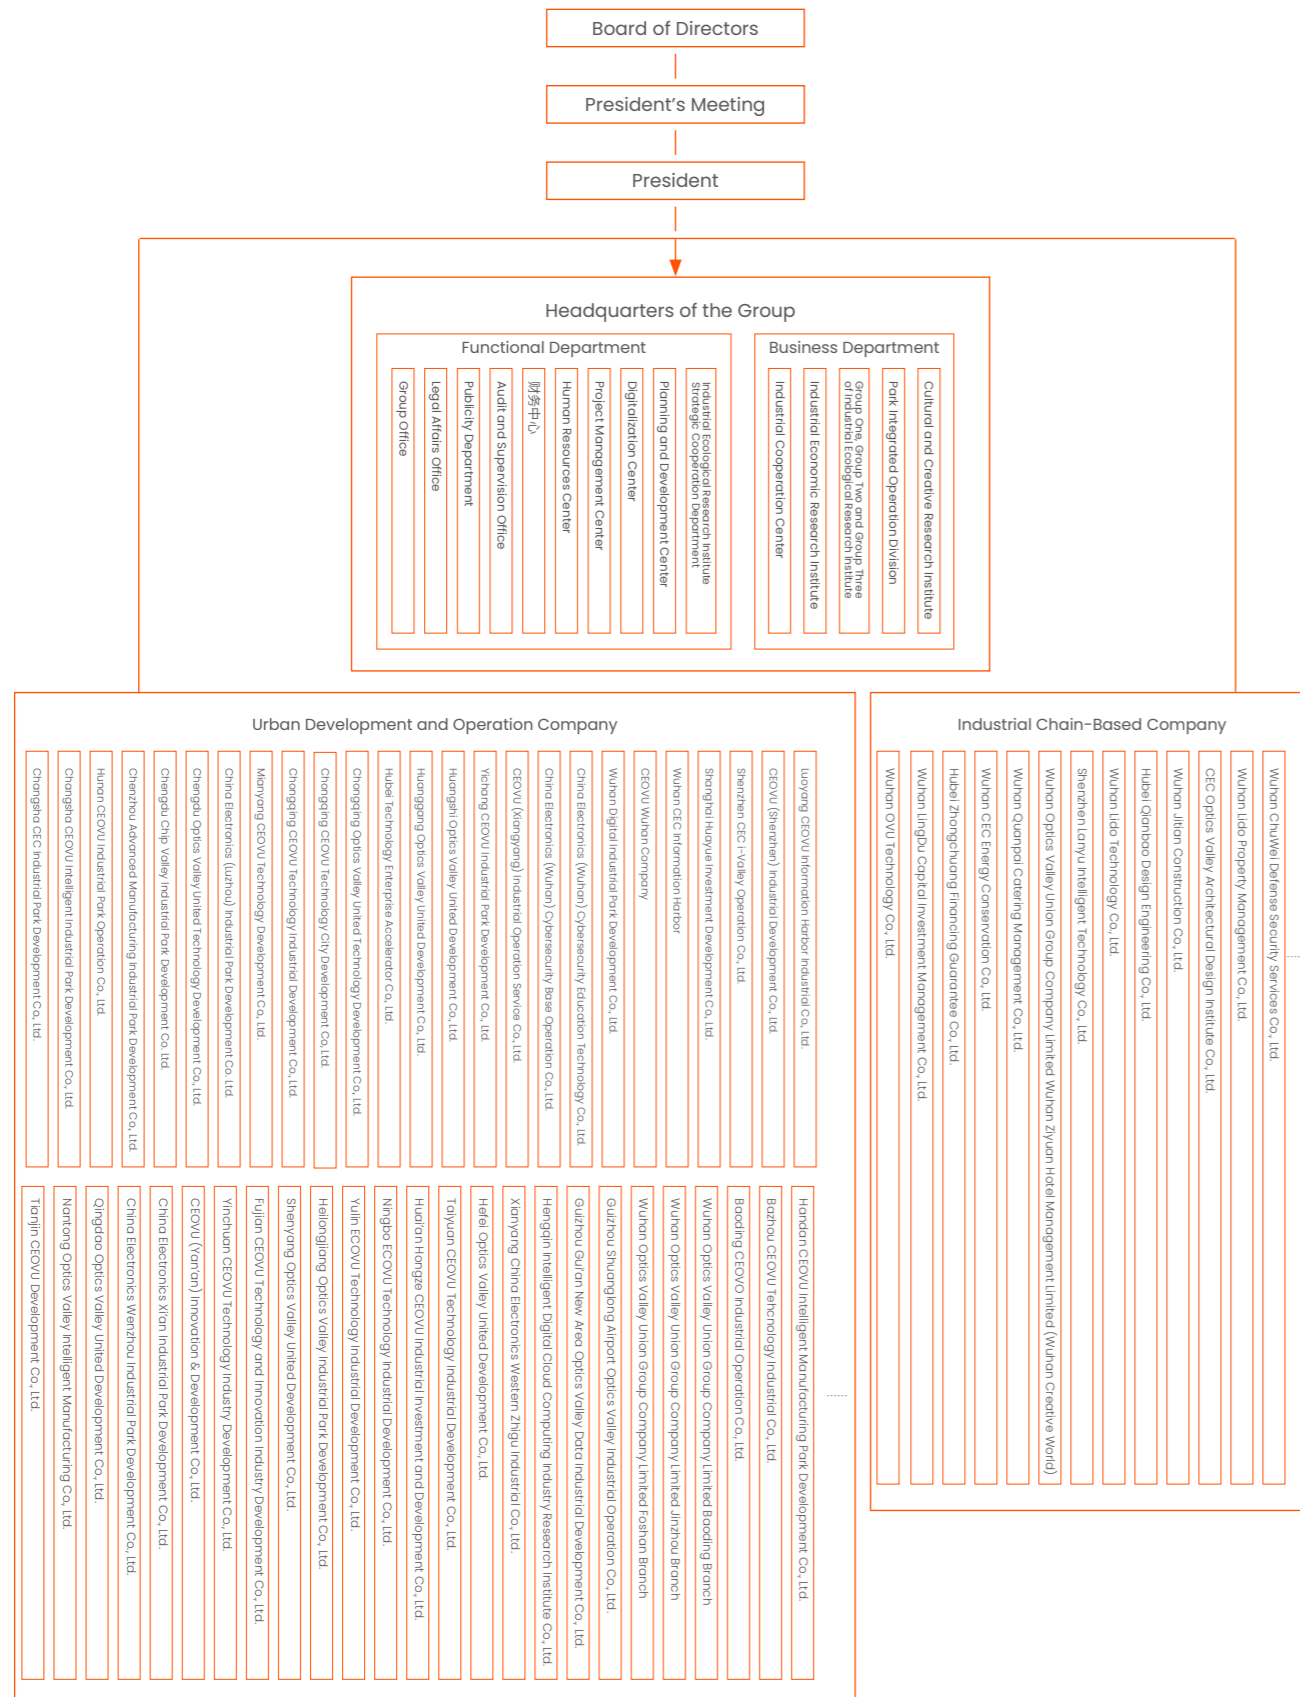 Board of Directors
President’s Meeting
President
Headquarters of the Group
Functional Department
Group Office
Legal Affairs Office
Publicity Department
Audit and Supervision Office
财务中心
Human Resources Center
Project Management Center
Digitalization Center
Planning and Development Center
Industrial Ecological Research Institute
Strategic Cooperation Department
Business Department
Industrial Cooperation Center
Industrial Economic Research Institute
Group One, Group Two and Group Three
of Industrial Ecological Research Institute
Park Integrated Operation Division
Cultural and Creative Research Institute
Urban Development and Operation Company
Changsha CEC Industrial Park Development Co., Ltd.
Changsha CEOVU Intelligent Industrial Park Development Co., Ltd.
Hunan CEOVU Industrial Park Operation Co., Ltd.
Chenzhou Advanced Manufacturing Industrial Park Development Co., Ltd.
Chengdu Chip Valley Industrial Park Development Co., Ltd.
Chengdu Optics Valley United Technology Development Co., Ltd.
China Electronics (Luzhou) Industrial Park Development Co., Ltd.
Mianyang CEOVU Technology Development Co., Ltd.
Chongqing CEOVU Technology Industrial Development Co., Ltd.
Chongqing CEOVU Technology City Development Co., Ltd.
Chongqing Optics Valley United Technology Development Co., Ltd.
Hubei Technology Enterprise Accelerator Co., Ltd.
Huanggang Optics Valley United Development Co., Ltd.
Huangshi Optics Valley United Development Co., Ltd.
Yichang CEOVU Industrial Park Development Co., Ltd.
CEOVU (Xiangyang) Industrial Operation Service Co., Ltd.
China Electronics (Wuhan) Cybersecurity Base Operation Co., Ltd.
China Electronics (Wuhan) Cybersecurity Education Technology Co., Ltd.
Wuhan Digital Industrial Park Development Co., Ltd.
CEOVU Wuhan Company
Wuhan CEC Information Harbor
Shanghai Huayue Investment Development Co., Ltd.
Shenzhen CEC i-Valley Operation Co., Ltd.
CEOVU (Shenzhen) Industrial Development Co., Ltd.
Luoyang CEOVU Information Harbor Industrial Co., Ltd.
Tianjin CEOVU Development Co., Ltd.
Nantong Optics Valley Intelligent Manufacturing Co., Ltd.
Qingdao Optics Valley United Development Co., Ltd.
China Electronics Wenzhou Industrial Park Development Co., Ltd.
China Electronics Xi’an Industrial Park Development Co., Ltd.
CEOVU (Yan’an) Innovation & Development Co., Ltd.
Yinchuan CEOVU Technology Industry Development Co., Ltd.
Fujian CEOVU Technology and Innovation Industry Development Co., Ltd.
Shenyang Optics Valley United Development Co., Ltd.
Heilongjiang Optics Valley Industrial Park Development Co., Ltd.
Yulin ECOVU Technology Industrial Development Co., Ltd.
Ningbo ECOVU Technology Industrial Development Co., Ltd.
Huai’an Hongze CEOVU Industrial Investment and Development Co., Ltd.
Taiyuan CEOVU Technology Industrial Development Co., Ltd.
Hefei Optics Valley United Development Co., Ltd.
Xianyang China Electronics Western Zhigu Industrial Co., Ltd.
Hengqin Intelligent Digital Cloud Computing Industry Research Institute Co., Ltd.
Guizhou Gui’an New Area Optics Valley Data Industrial Development Co., Ltd.
Guizhou Shuanglong Airport Optics Valley Industrial Operation Co., Ltd.
Wuhan Optics Valley Union Group Company Limited Foshan Branch
Wuhan Optics Valley Union Group Company Limited Jinzhou Branch
Wuhan Optics Valley Union Group Company Limited Baoding Branch
Baoding CEOVO Industrial Operation Co., Ltd.
Bazhou CEOVU Tehcnology Industrial Co., Ltd.
Handan CEOVU Intelligent Manufacturing Park Development Co., Ltd.
......
Industrial Chain-Based Company
Wuhan OVU Technology Co., Ltd.
Wuhan LingDu Capital Investment Management Co., Ltd.
Hubei Zhongchuang Financing Guarantee Co., Ltd.
Wuhan CEC Energy Conservation Co., Ltd.
Wuhan Quanpai Catering Management Co., Ltd.
Wuhan Optics Valley Union Group Company Limited Wuhan Ziyuan Hotel Management Limited (Wuhan Creative World)
Shenzhen Lanyu Intelligent Technology Co., Ltd.
Wuhan Lido Technology Co., Ltd.
Hubei Qianbao Design Engineering Co., Ltd.
Wuhan Jitian Construction Co., Ltd.
CEC Optics Valley Architectural Design Institute Co., Ltd.
Wuhan Lido Property Management Co., Ltd.
Wuhan ChuWei Defense Security Services Co., Ltd.
......